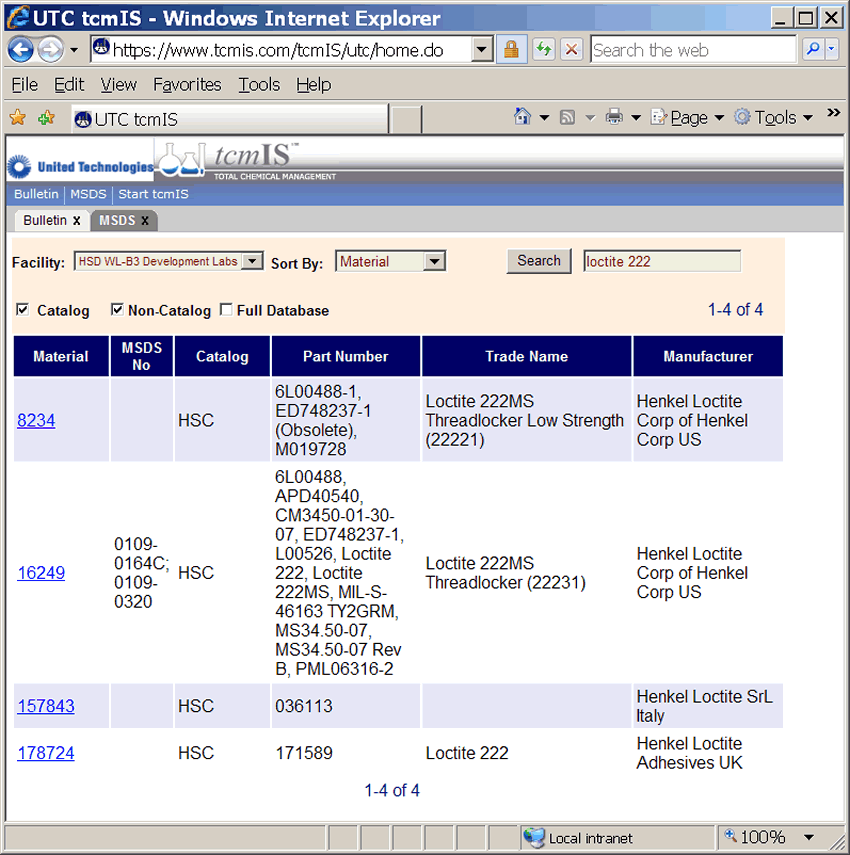 UTC tcmIS - Windows Internet Explorer
https://www.tcmis.com/tcmIS/utc/home.do
Search the web
File Edit View Favorites Tools Help
UTC tcmIS
Page Tools »
United Technologies
tcmIS™
TOTAL CHEMICAL MANAGEMENT
Bulletin MSDS Start tcmIS
Bulletin x MSDS x
Facility: HSD WL-B3 Development Labs Sort By: Material Search loctite 222
Catalog Non-Catalog Full Database 1-4 of 4
Material MSDS No Catalog Part Number Trade Name Manufacturer
8234
HSC
6L00488-1,
ED748237-1
(Obsolete),
M019728
Loctite 222MS
Threadlocker Low Strength
(22221)
Henkel Loctite
Corp of Henkel
Corp US
16249
0109-
0164C;
0109-
0320
HSC
6L00488,
APD40540,
CM3450-01-30-
07, ED748237-1,
L00526, Loctite
222, Loctite
222MS, MIL-S-
46163 TY2GRM,
MS34.50-07,
MS34.50-07 Rev
B, PML06316-2
Loctite 222MS
Threadlocker (22231)
Henkel Loctite
Corp of Henkel
Corp US
157843
HSC
036113
Henkel Loctite SrL
Italy
178724
HSC
171589
Loctite 222
Henkel Loctite
Adhesives UK
1-4 of 4
Local intranet 100%